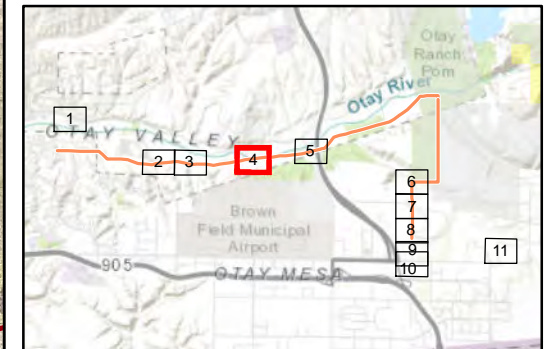 Otay
Ranch
Pom
Otay River
1
OTAY VALLEY
2
3
4
5
6
7
8
9
10
11
Brown
Field Municipal
Airport
905
OTAY MESA